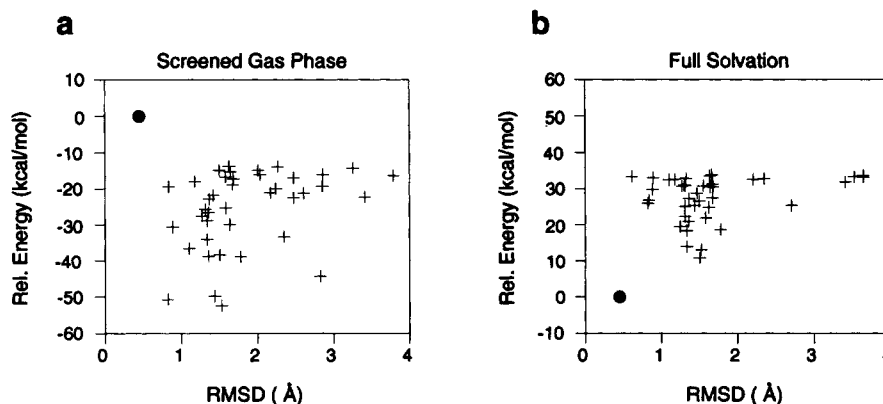 a
Screened Gas Phase
10
0
-10
-20
-30
-40
-50
-60
Rel. Energy (kcal/mol)
0 1 2 3 4
RMSD ( Å)
b
Full Solvation
60
50
40
30
20
10
0
-10
Rel. Energy (kcal/mol)
0 1 2 3 4
RMSD ( Å)